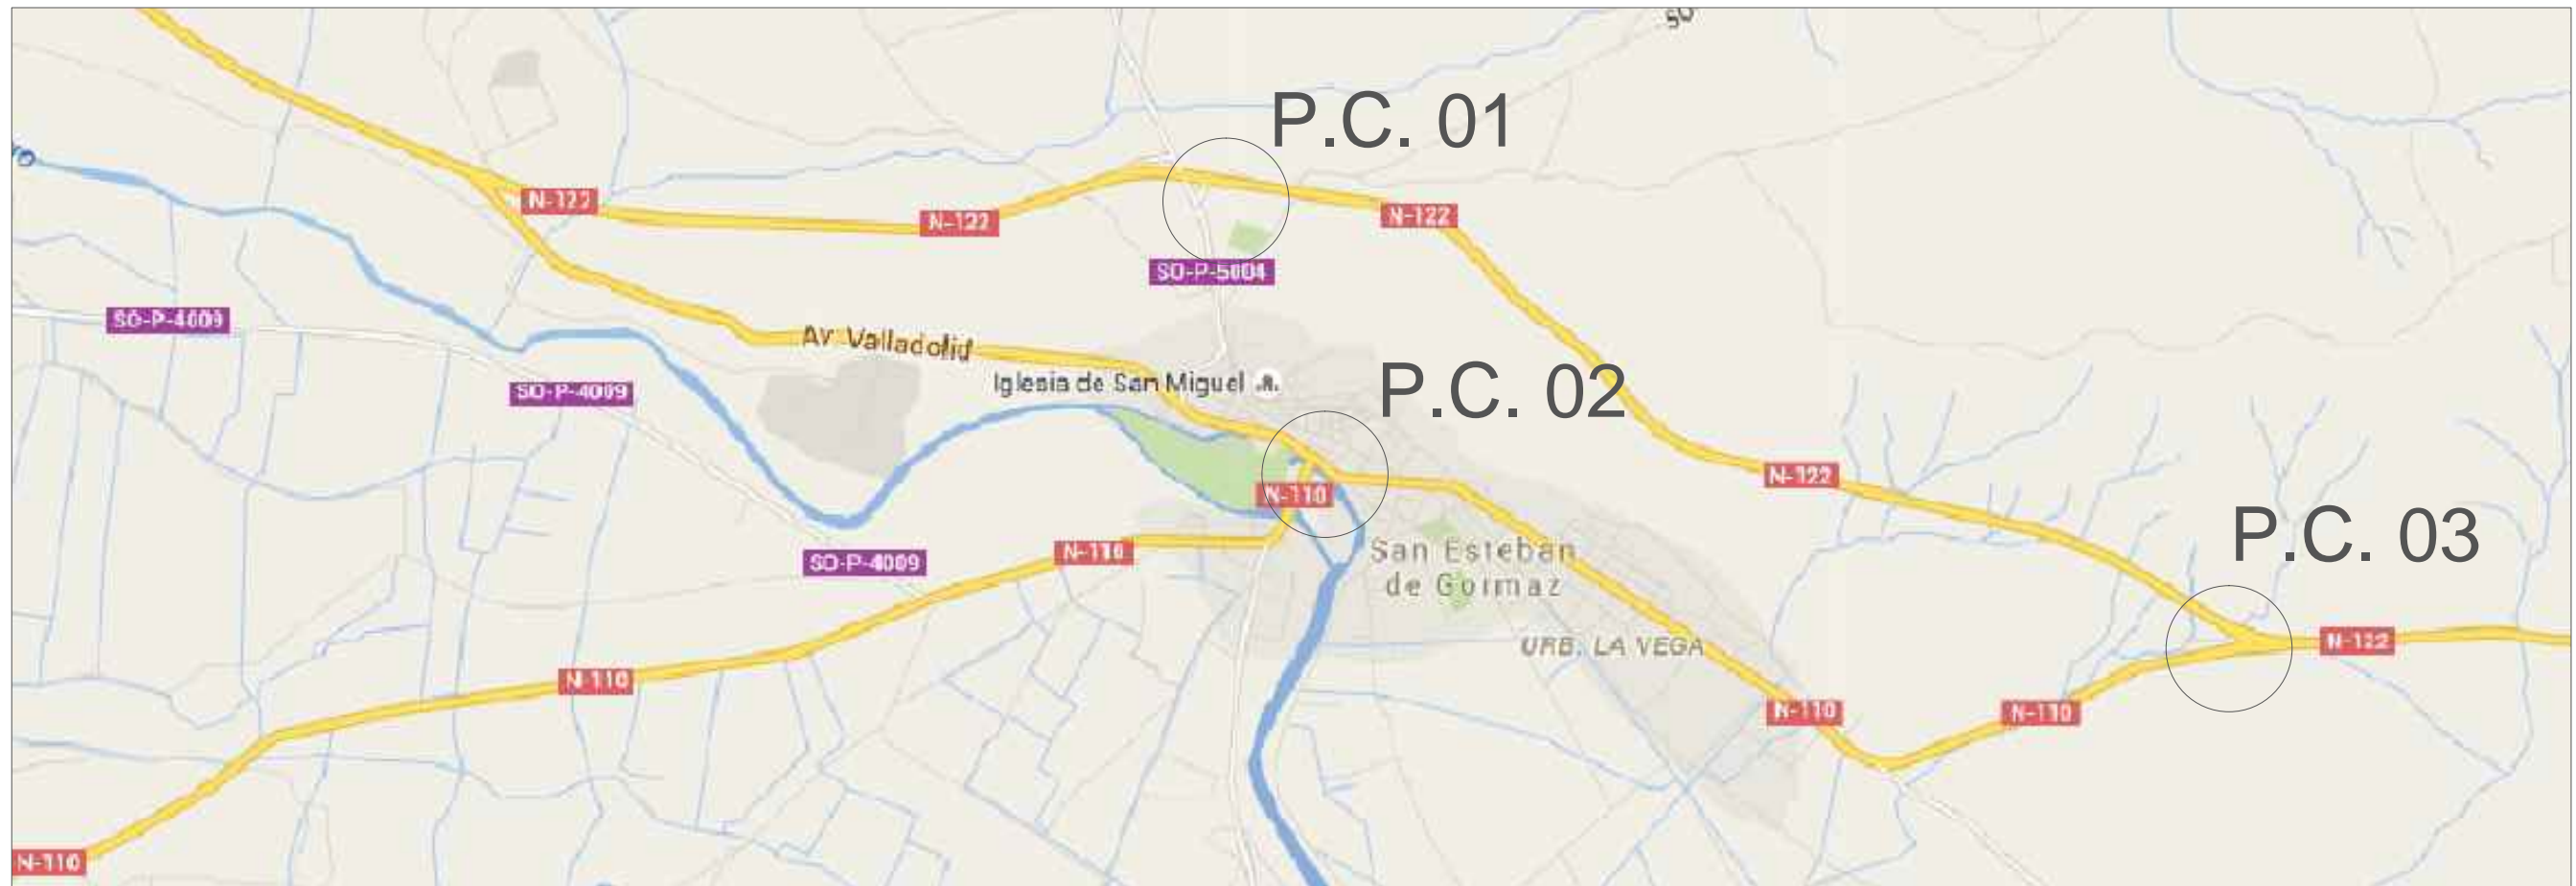 P.C. 01
N-122
N-122
N-122
SO-P-5004
SO-P-4009
Av Valladolid
Iglesia de San Miguel
P.C. 02
SO-P-4009
N-122
N-110
P.C. 03
San Esteban
de Gormaz
N-110
SO-P-4009
URB. LA VEGA
N-122
N-110
N-110
N-110
N-110